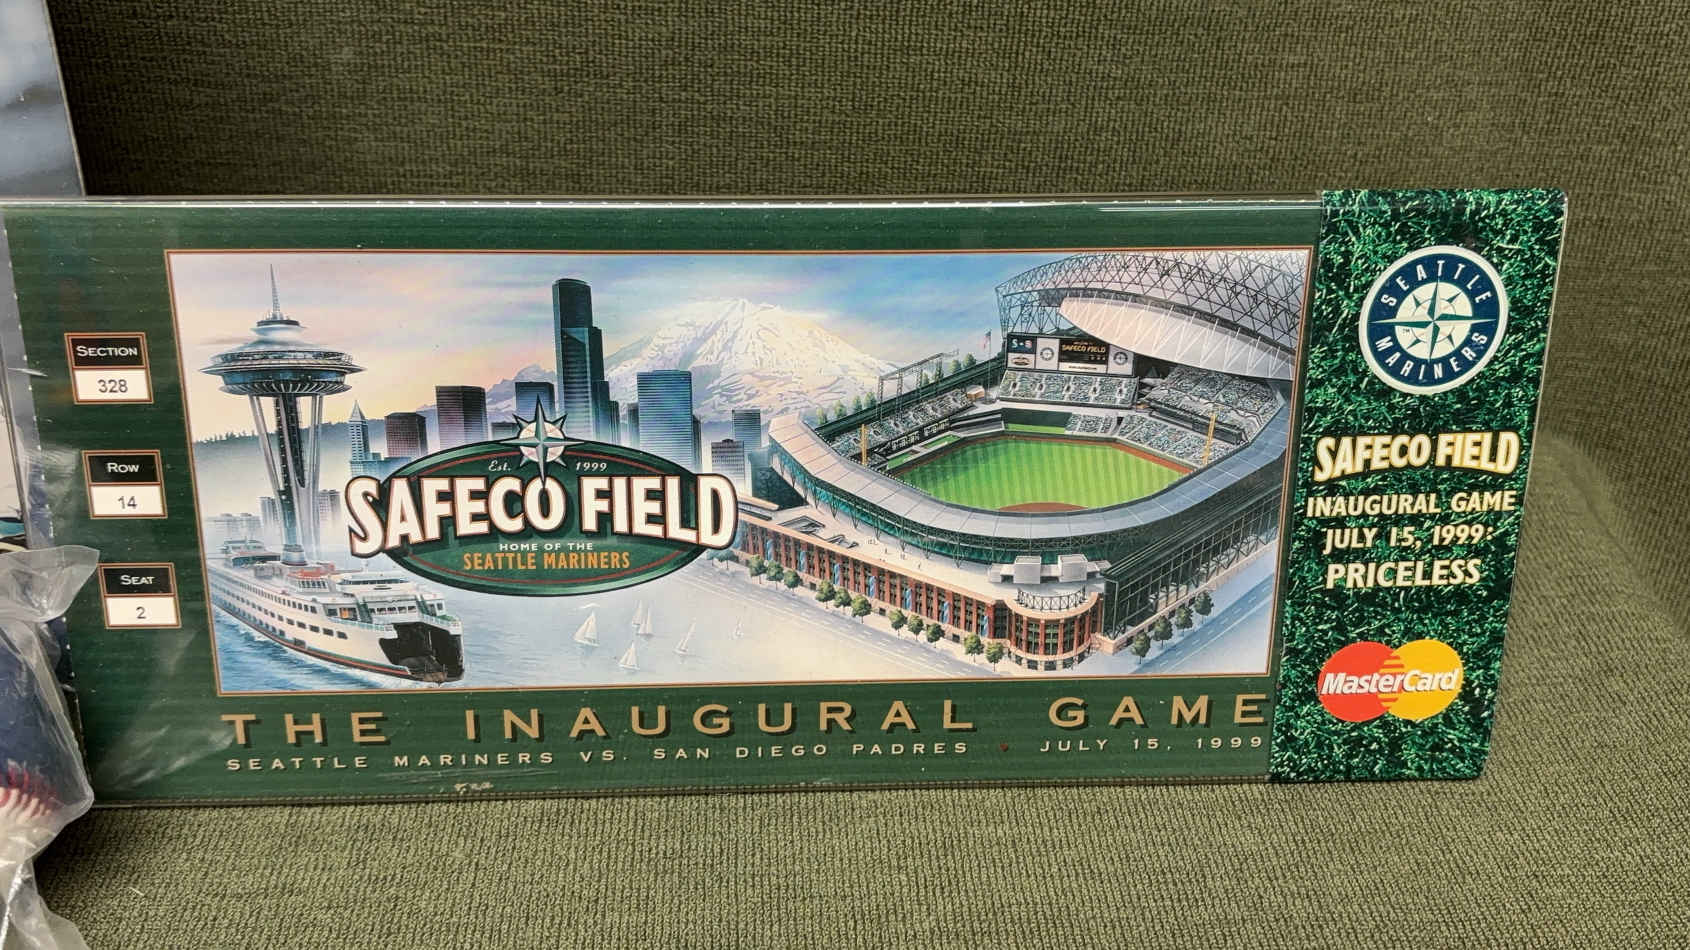 SECTION
328
ROW
14
SEAT
2
Est. 1999
SAFECO FIELD
HOME OF THE
SEATTLE MARINERS
SAFECO FIELD
THE INAUGURAL GAME
SEATTLE MARINERS VS. SAN DIEGO PADRES • JULY 15, 1999
SEATTLE
MARINERS
SAFECO FIELD
INAUGURAL GAME
JULY 15, 1999:
PRICELESS
MasterCard